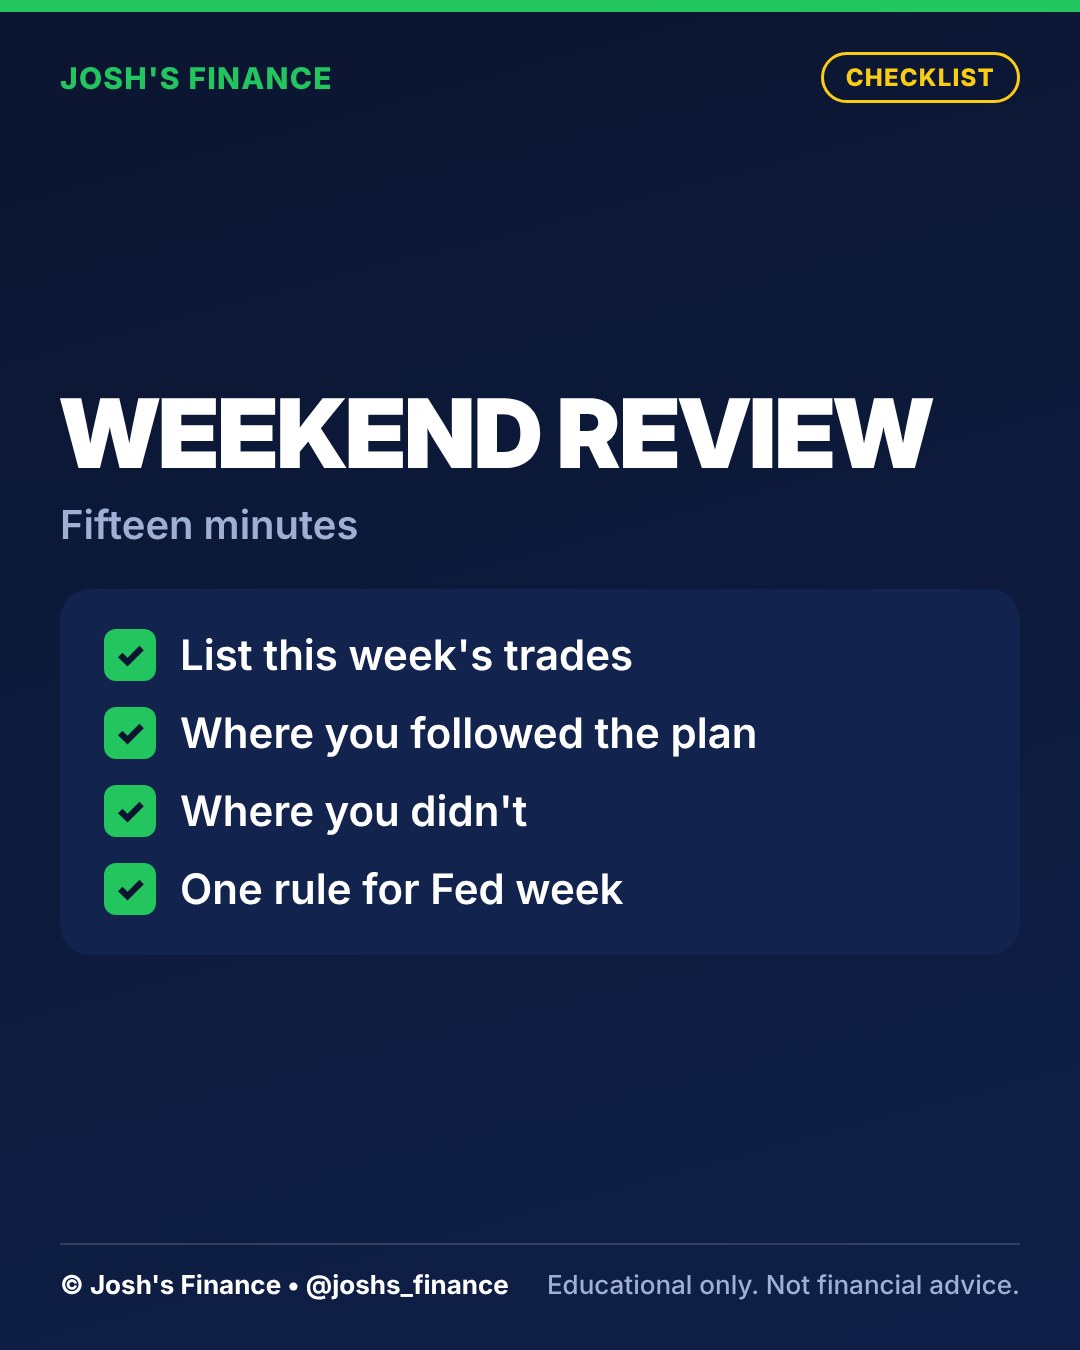 JOSH'S FINANCE
CHECKLIST
WEEKEND REVIEW
Fifteen minutes
List this week's trades
Where you followed the plan
Where you didn't
One rule for Fed week
© Josh's Finance • @joshs_finance
Educational only. Not financial advice.